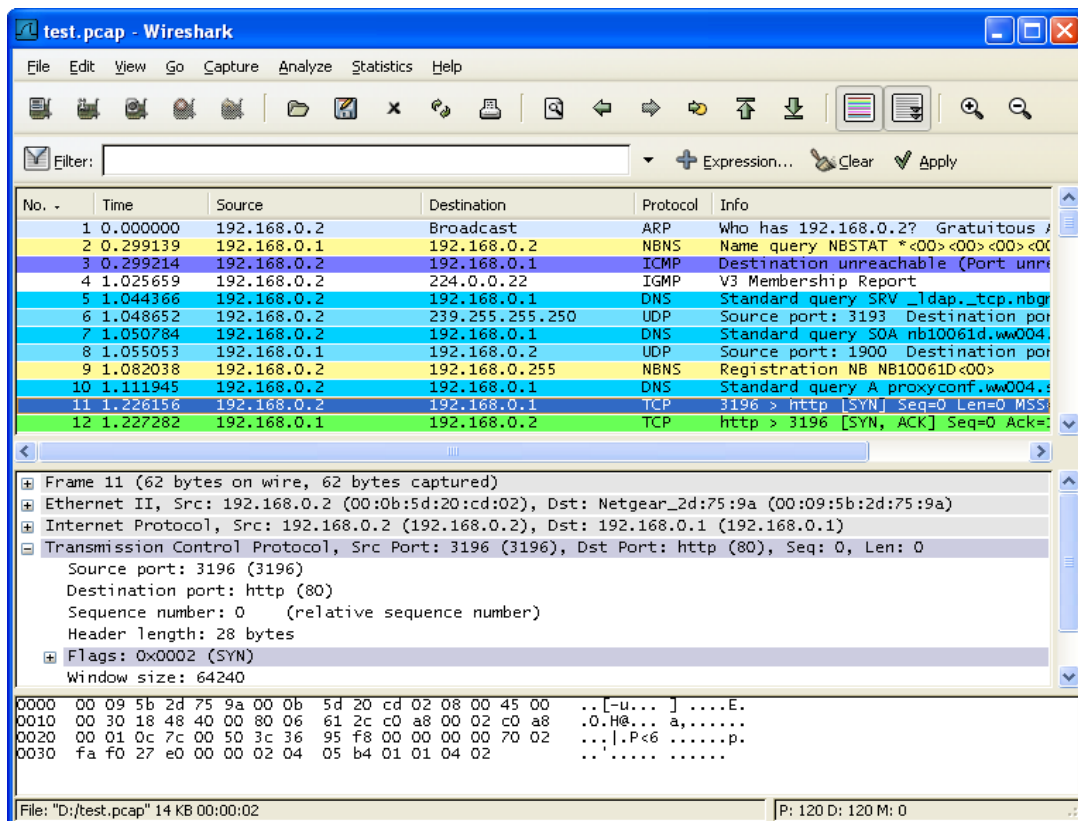 test.pcap - Wireshark
File Edit View Go Capture Analyze Statistics Help
Filter: Expression... Clear Apply
No. - Time Source Destination Protocol Info
1 0.000000 192.168.0.2 Broadcast ARP Who has 192.168.0.2? Gratuitous
2 0.299139 192.168.0.1 192.168.0.2 NBNS Name query NBSTAT *<00><00><00><00
3 0.299214 192.168.0.2 192.168.0.1 ICMP Destination unreachable (Port unre
4 1.025659 192.168.0.2 224.0.0.22 IGMP V3 Membership Report
5 1.044366 192.168.0.2 192.168.0.1 DNS Standard query SRV _ldap._tcp.nbgm
6 1.048652 192.168.0.2 239.255.255.250 UDP Source port: 3193 Destination por
7 1.050784 192.168.0.2 192.168.0.1 DNS Standard query SOA nb10061d.ww004.
8 1.055053 192.168.0.1 192.168.0.2 UDP Source port: 1900 Destination por
9 1.082038 192.168.0.2 192.168.0.255 NBNS Registration NB NB10061D<00>
10 1.111945 192.168.0.2 192.168.0.1 DNS Standard query A proxyconf.ww004.s
11 1.226156 192.168.0.2 192.168.0.1 TCP 3196 > http [SYN] Seq=0 Len=0 MSS=
12 1.227282 192.168.0.1 192.168.0.2 TCP http > 3196 [SYN, ACK] Seq=0 Ack=1
Frame 11 (62 bytes on wire, 62 bytes captured)
Ethernet II, Src: 192.168.0.2 (00:0b:5d:20:cd:02), Dst: Netgear_2d:75:9a (00:09:5b:2d:75:9a)
Internet Protocol, Src: 192.168.0.2 (192.168.0.2), Dst: 192.168.0.1 (192.168.0.1)
Transmission Control Protocol, Src Port: 3196 (3196), Dst Port: http (80), Seq: 0, Len: 0
Source port: 3196 (3196)
Destination port: http (80)
Sequence number: 0 (relative sequence number)
Header length: 28 bytes
Flags: 0x0002 (SYN)
Window size: 64240
0000 00 09 5b 2d 75 9a 00 0b 5d 20 cd 02 08 00 45 00 ..[-u... ] ....E.
0010 00 30 18 48 40 00 80 06 61 2c c0 a8 00 02 c0 a8 .0.H@... a,......
0020 00 01 0c 7c 00 50 3c 36 95 f8 00 00 00 00 70 02 ...|.P<6 ......p.
0030 fa f0 27 e0 00 00 02 04 05 b4 01 01 04 02 ..'..... ......
File: "D:/test.pcap" 14 KB 00:00:02 P: 120 D: 120 M: 0